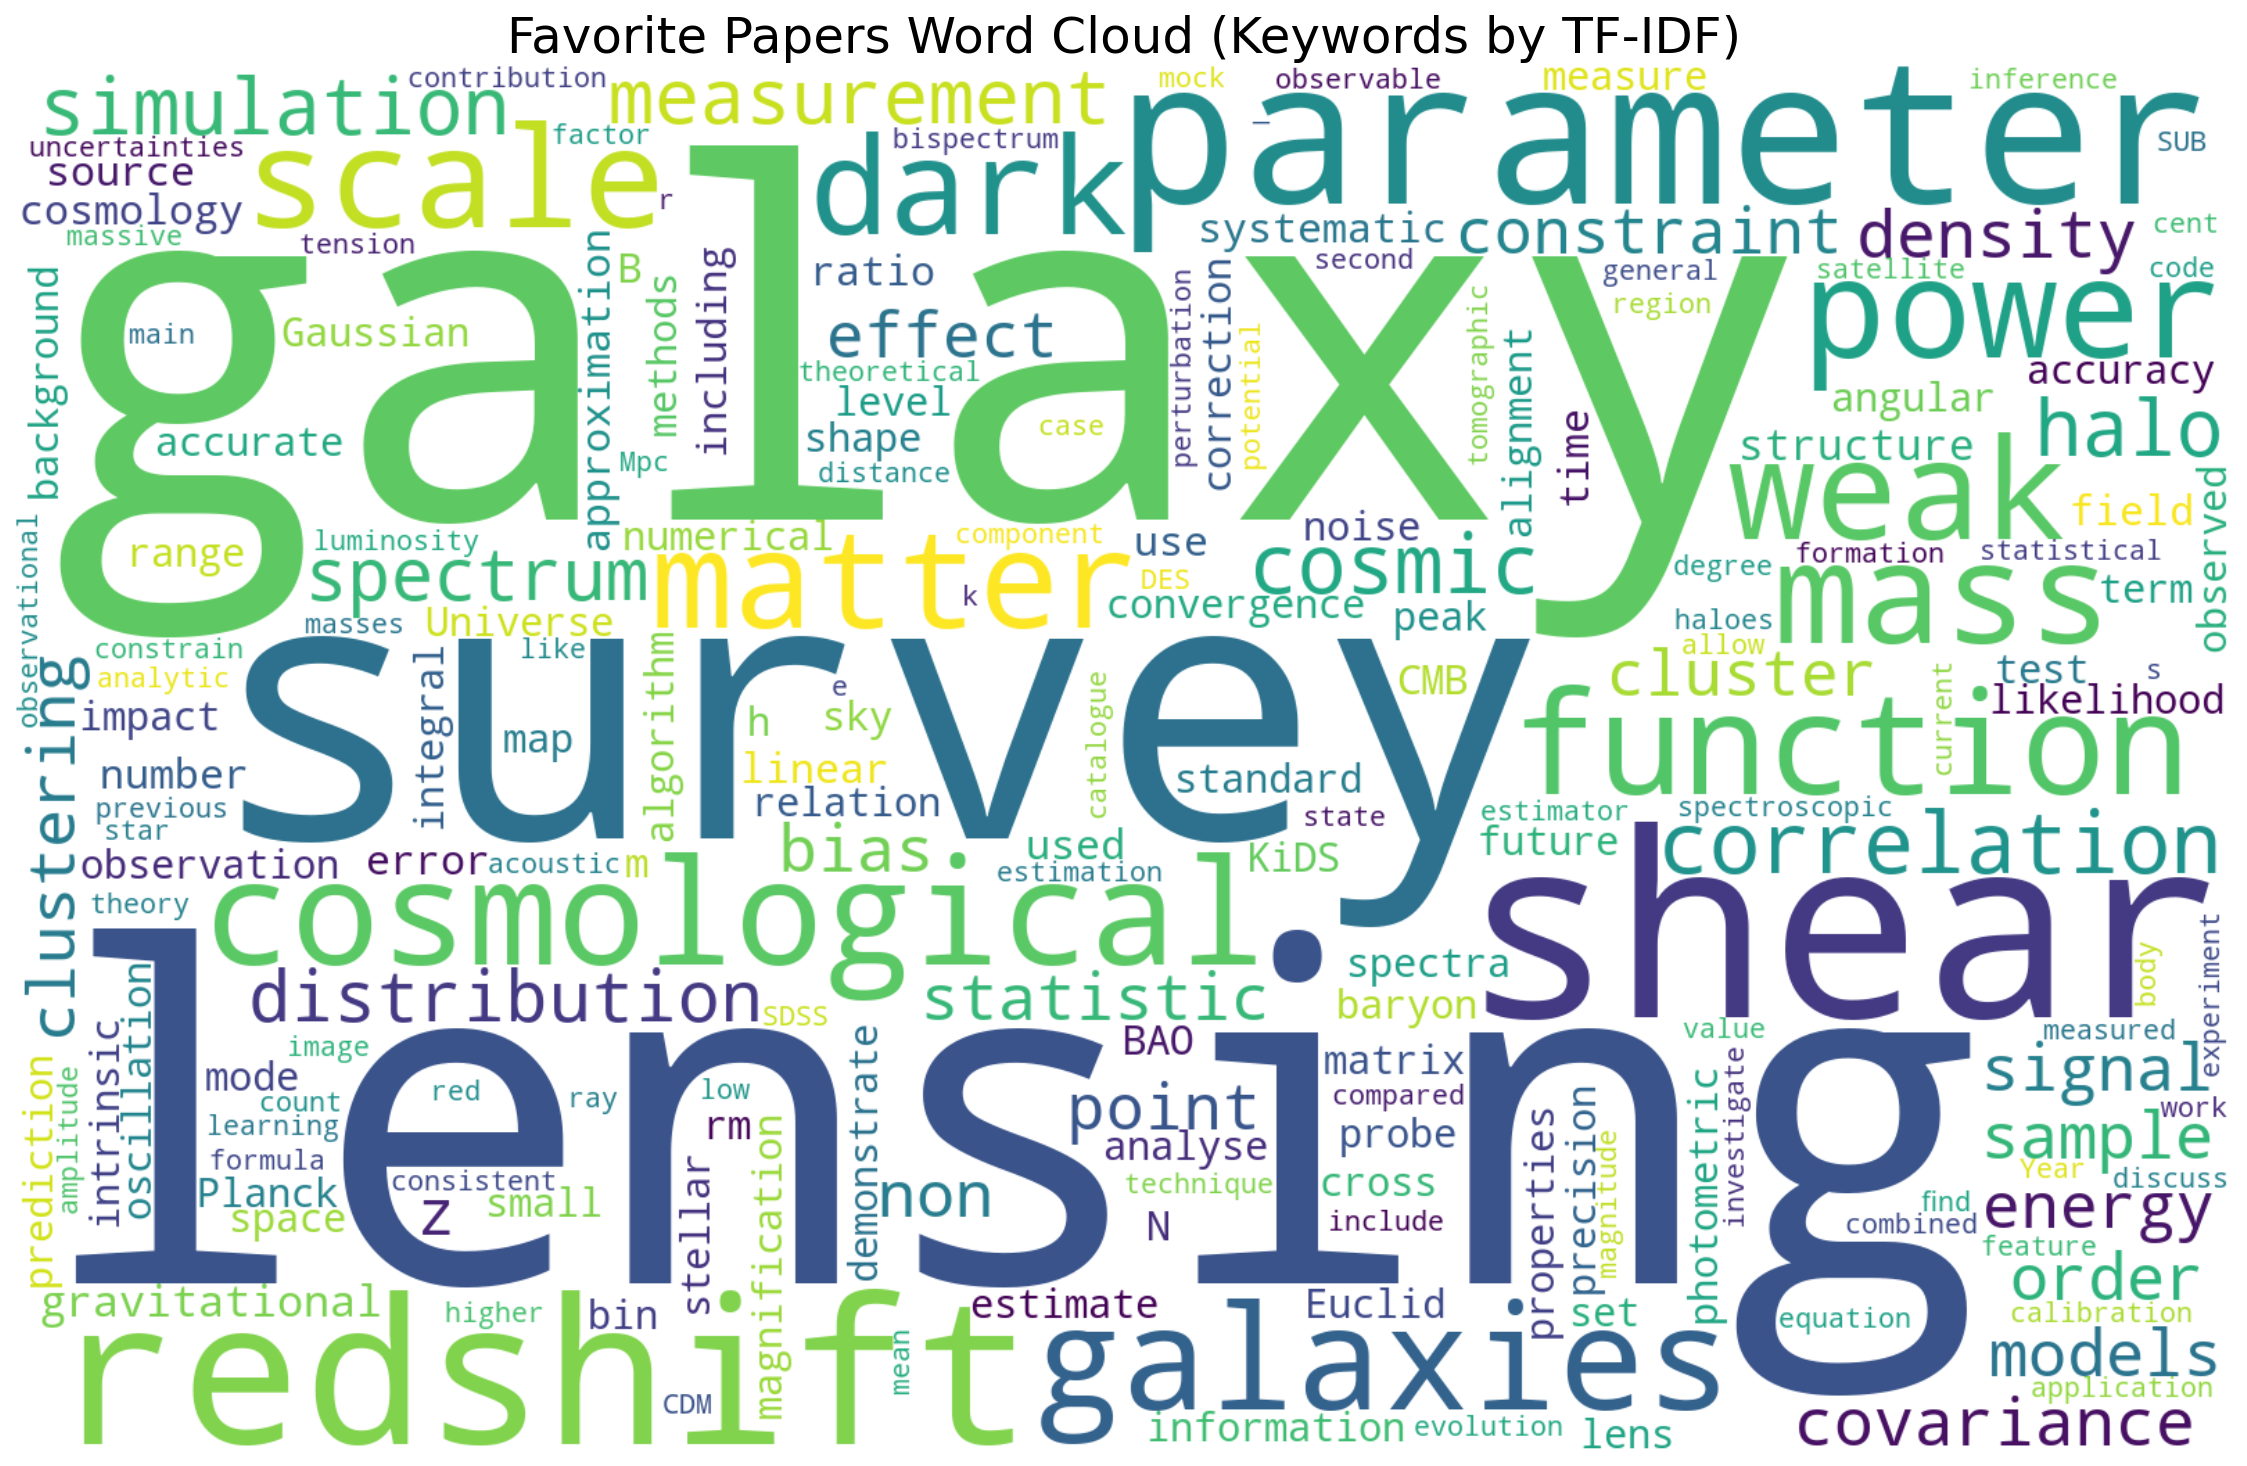 Favorite Papers Word Cloud (Keywords by TF-IDF)
simulation
contribution
measurement
mock
observable
measure
inference
parameter
uncertainties
source
cosmology
massive
scale
factor
r
tension
dark
bispectrum
_
SUB
systematic
constraint
density
cent
galaxy
background
main
Gaussian
approximation
B
methods
including
ratio
effect
theoretical
level
shape
distance
case
perturbation
correction
potential
second
tomographic
alignment
time
general
region
satellite
code
power
accuracy
angular
structure
halo
weak
accurate
Mpc
range
observational
luminosity
spectrum
numerical
matter
component
k
DES
use
noise
cosmic
convergence
peak
field
observed
formation
statistical
degree
mass
term
haloes
allow
constrain
analytic
masses
Universe
like
survey
clustering
impact
number
previous
star
integral
map
algorithm
h
e
sky
linear
relation
catalogue
standard
CMB
state
cluster
test
s
likelihood
function
current
estimator
future
spectroscopic
correlation
observation
theory
error
acoustic
m
bias
used
estimation
KiDS
cosmological
shear
distribution
SDSS
statistic
spectra
baryon
body
experiment
lensing
prediction
amplitude
intrinsic
oscillation
image
mode
count
learning
formula
red
ray
low
rm
consistent
Planck
space
z
small
stellar
magnification
demonstrate
non
BAO
point
analyse
technique
N
matrix
compared
probe
cross
include
properties
precision
magnitude
photometric
investigate
value
measured
signal
work
sample
Year
discuss
find
energy
combined
feature
order
calibration
equation
models
application
covariance
gravitational
higher
bin
redshift
CDM
mean
estimate
Euclid
set
galaxies
information
evolution
lens